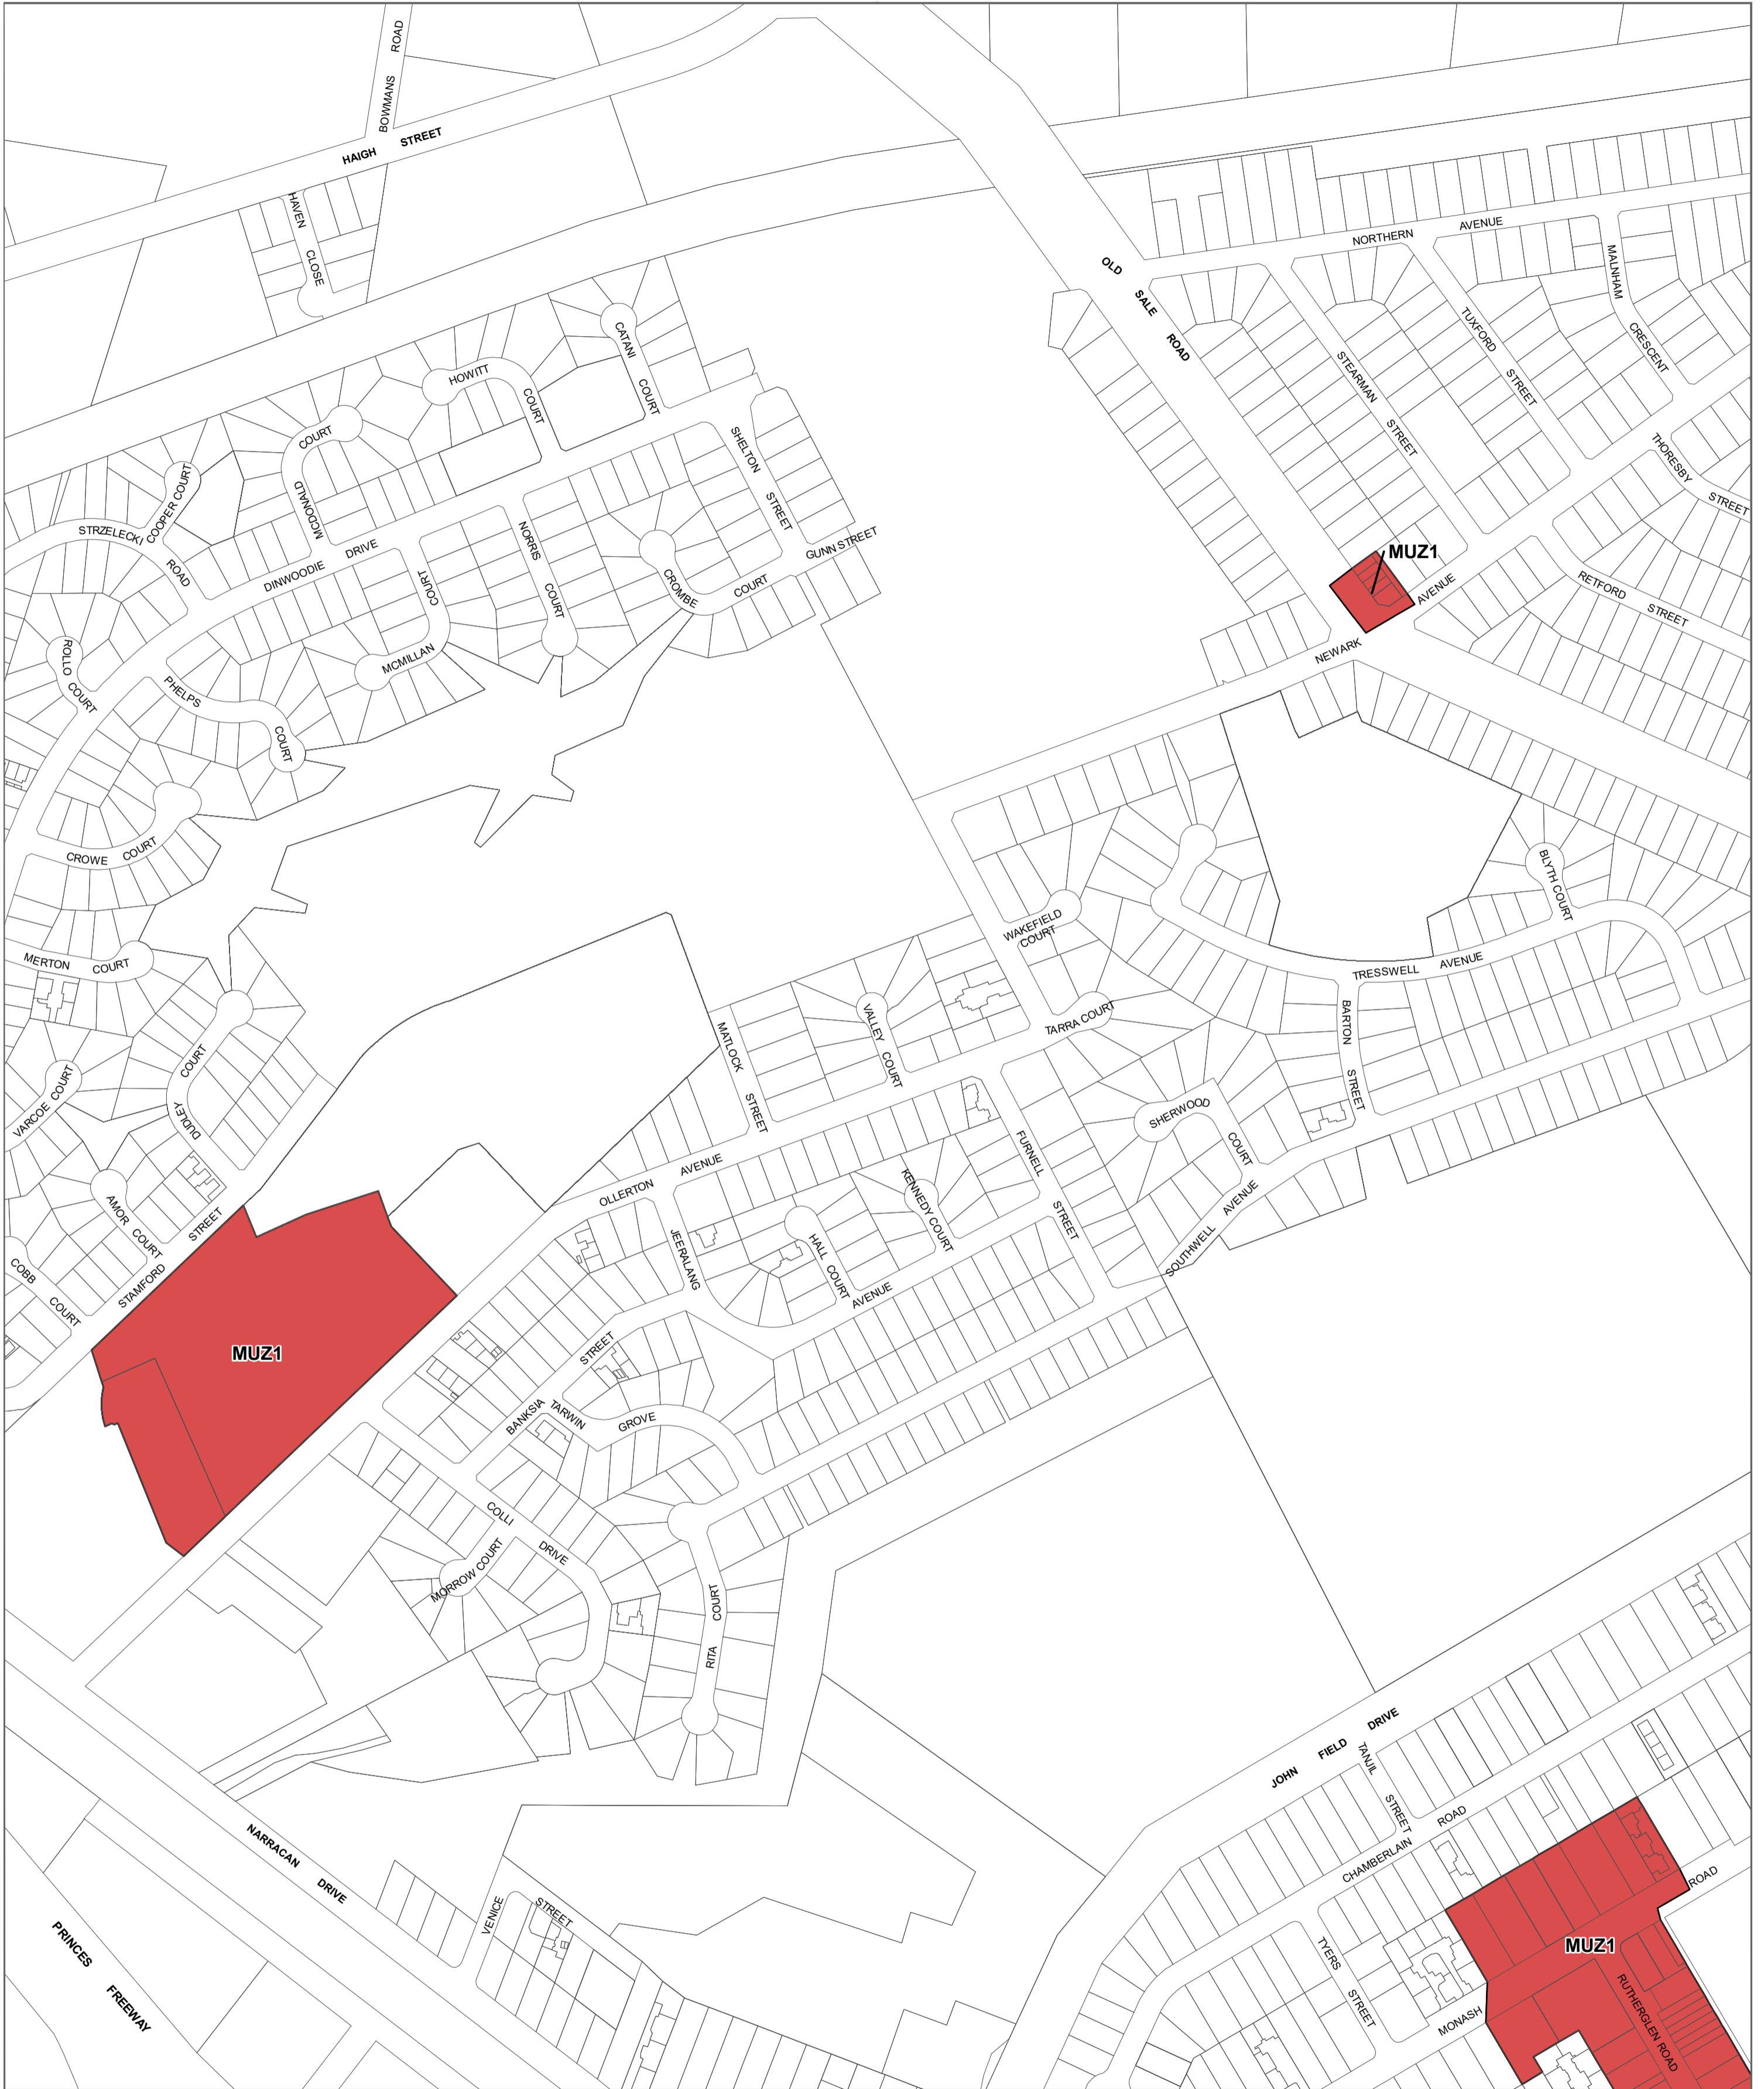 BOWMANS ROAD
HAIGH STREET
HAVEN CLOSE
OLD SALE ROAD
NORTHERN AVENUE
MALNHAM CRESCENT
TUXFORD STREET
STEARMAN STREET
THORESBY STREET
CATANI COURT
HOWITT COURT
MCDONALD COURT
COOPER COURT
STRZELECKI ROAD
SHELTON STREET
GUNN STREET
NORRIS COURT
DINWOODIE DRIVE
CROMBE COURT
MCMILLAN COURT
MUZ1
RETFORD STREET
NEWARK AVENUE
ROLLO COURT
PHELPS COURT
CROWE COURT
BLYTH COURT
WAKEFIELD
COURT
MERTON COURT
TRESSWELL AVENUE
BARTON STREET
TARRA COURT
VALLEY COURT
MATLOCK STREET
VARCOE COURT
DUDLEY COURT
SHERWOOD COURT
FURNELL STREET
KENNEDY COURT
OLLERTON AVENUE
JEERALANG AVENUE
HALL COURT
SOUTHWELL AVENUE
AMOR COURT
STAMFORD STREET
COBB COURT
MUZ1
BANKSIA STREET
TARWIN GROVE
COLLI DRIVE
MORROW COURT
RITA COURT
JOHN FIELD DRIVE
TANJIL STREET
CHAMBERLAIN ROAD
NARRACAN DRIVE
PRINCES FREEWAY
VENICE STREET
TYERS STREET
MONASH ROAD
MUZ1
RUTHERGLEN ROAD